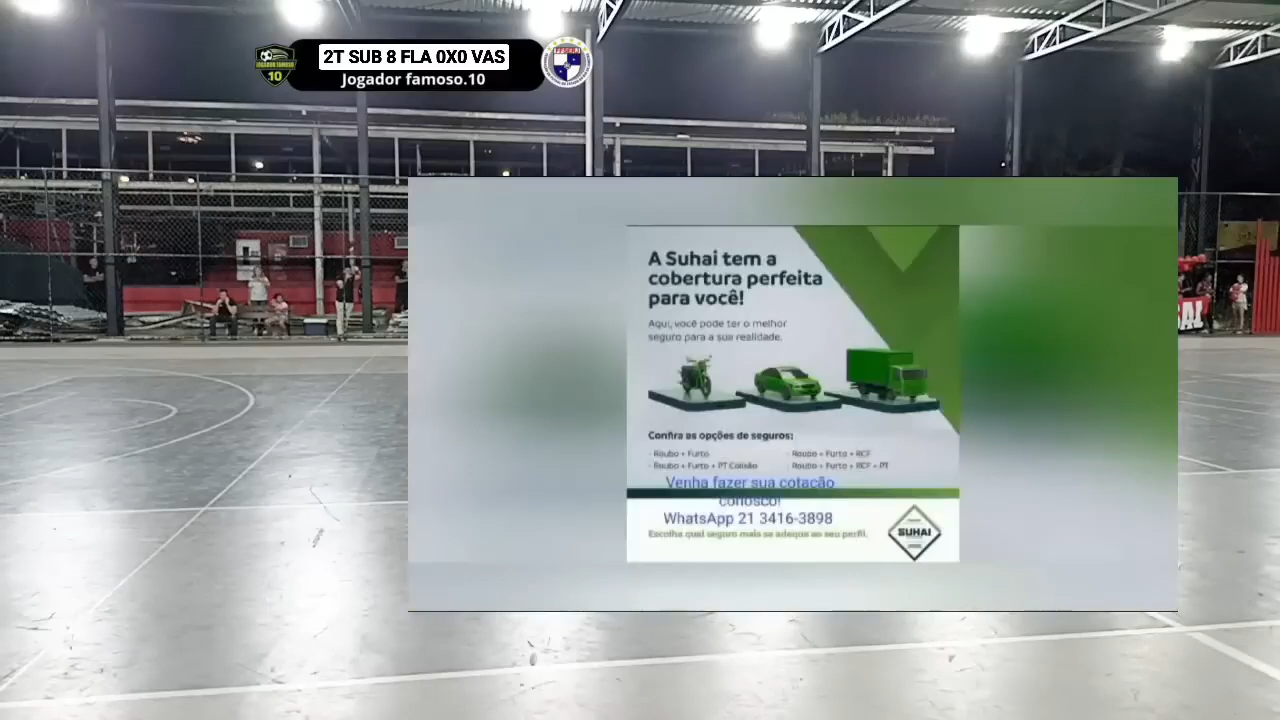 2T SUB 8 FLA 0X0 VAS
JOGADOR FAMOSO
10
Jogador famoso.10
A Suhai tem a
cobertura perfeita
para você!
Aqui, você pode ter o melhor
seguro para a sua realidade.
Confira as opções de seguros:
· Roubo + Furto
· Roubo + Furto + RCF
· Roubo + Furto + PT Colisão
· Roubo + Furto + RCF + PT
Venha fazer sua cotação
conosco!
WhatsApp 21 3416-3898
Escolha qual seguro mais se adequa ao seu perfil.
SUHAI